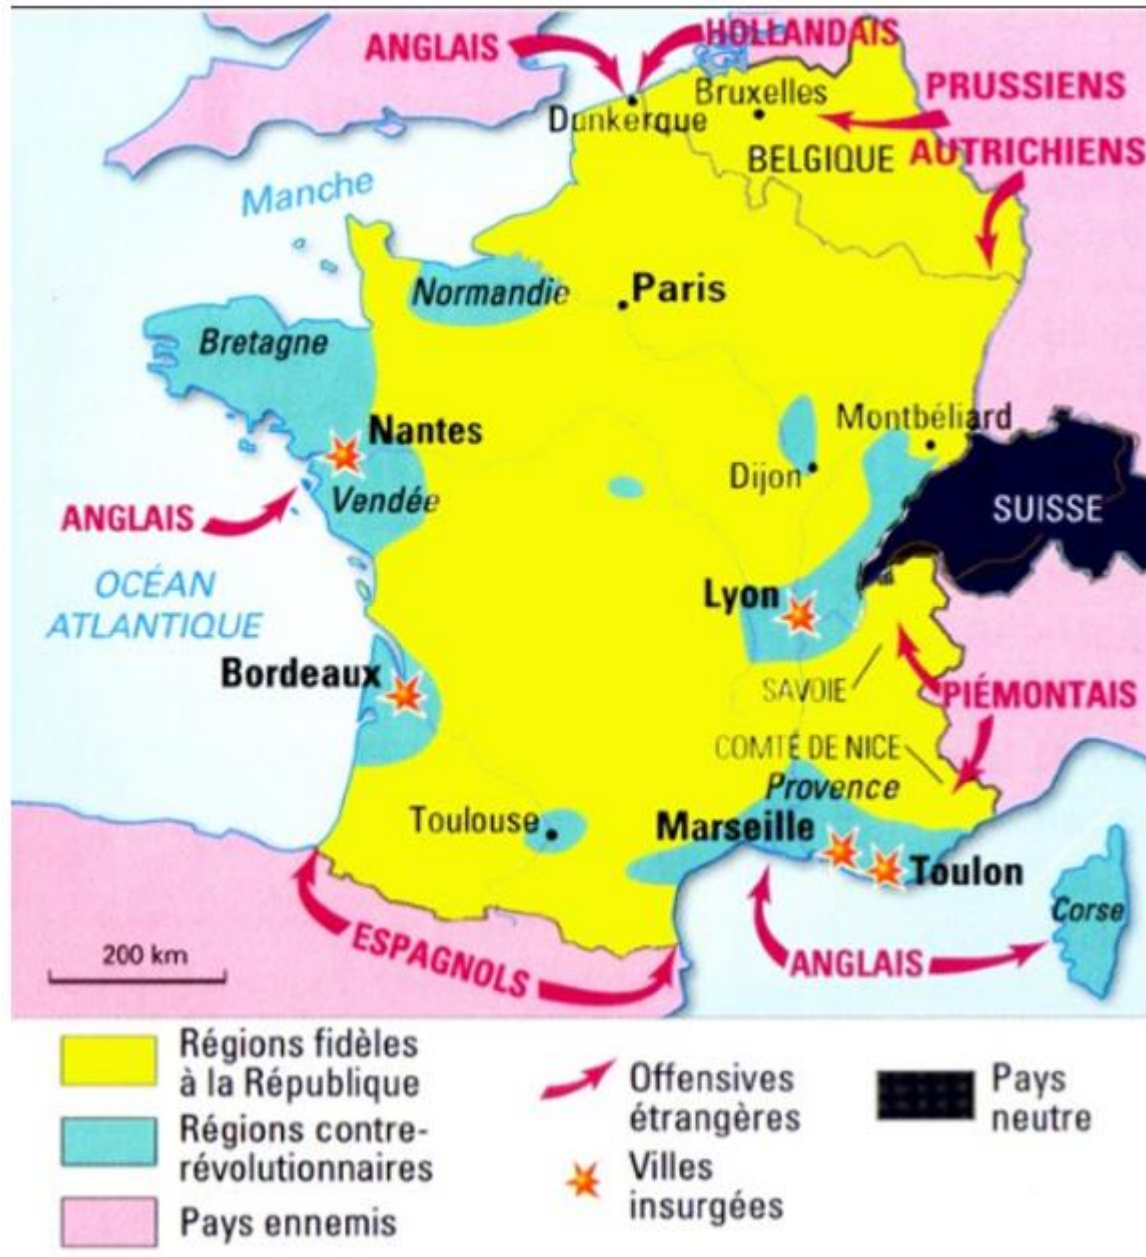 ANGLAIS
HOLLANDAIS
PRUSSIENS
Bruxelles
Dunkerque
BELGIQUE
AUTRICHIENS
Manche
Normandie
Paris
Bretagne
Nantes
Montbéliard
Dijon
Vendée
SUISSE
ANGLAIS
OCÉAN
ATLANTIQUE
Lyon
Bordeaux
SAVOIE
PIÉMONTAIS
COMTÉ DE NICE
Provence
Toulouse
Marseille
Toulon
Corse
200 km
ESPAGNOLS
ANGLAIS
Régions fidèles
à la République
Régions contre-
révolutionnaires
Pays ennemis
Offensives
étrangères
Villes
insurgées
Pays
neutre